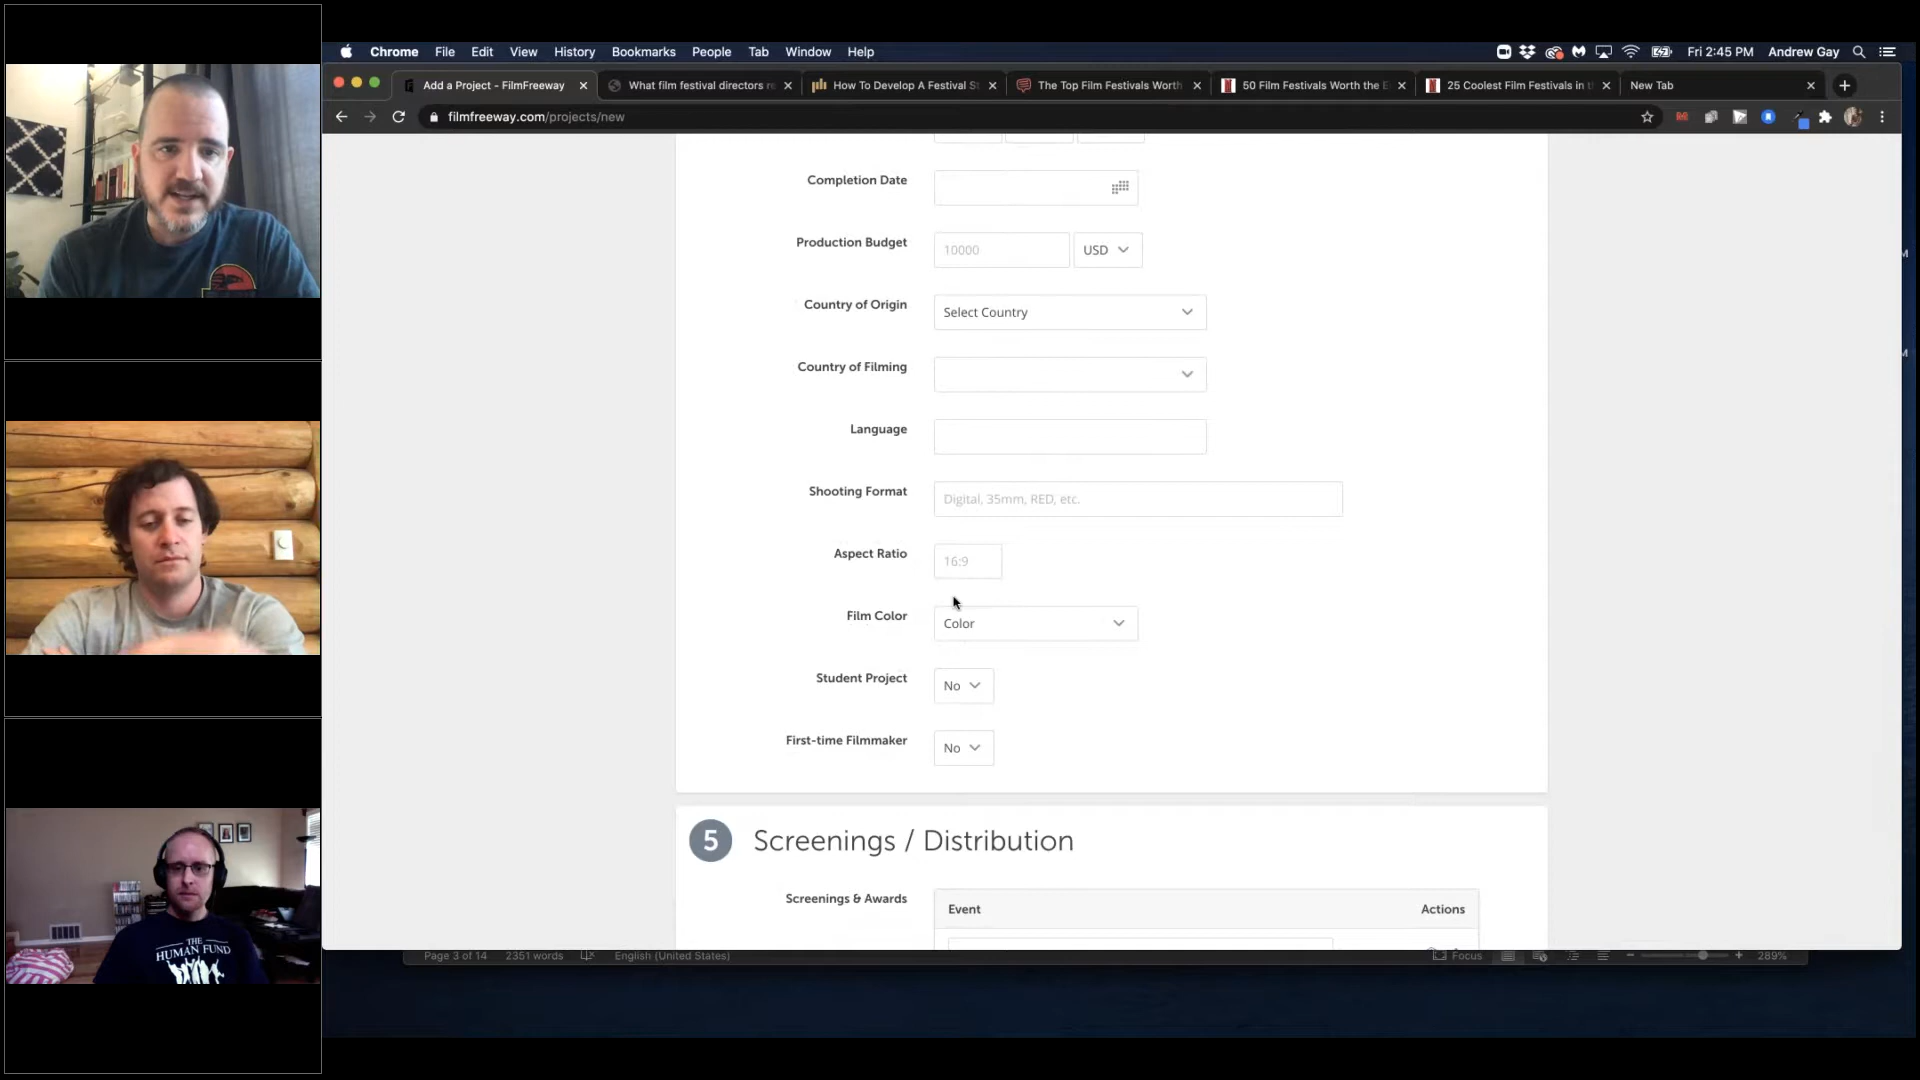 Chrome File Edit View History Bookmarks People Tab Window Help
Fri 2:45 PM Andrew Gay
Add a Project - FilmFreeway
What film festival directors
How To Develop A Festival S
The Top Film Festivals Worth
50 Film Festivals Worth the E
25 Coolest Film Festivals in
New Tab
filmfreeway.com/projects/new
Completion Date
Production Budget 10000 USD
Country of Origin Select Country
Country of Filming
Language
Shooting Format Digital, 35mm, RED, etc.
Aspect Ratio 16:9
Film Color Color
Student Project No
First-time Filmmaker No
5 Screenings / Distribution
Screenings & Awards Event Actions
Page 3 of 14 2351 words English (United States) Focus 289%
THE
HUMAN FUND